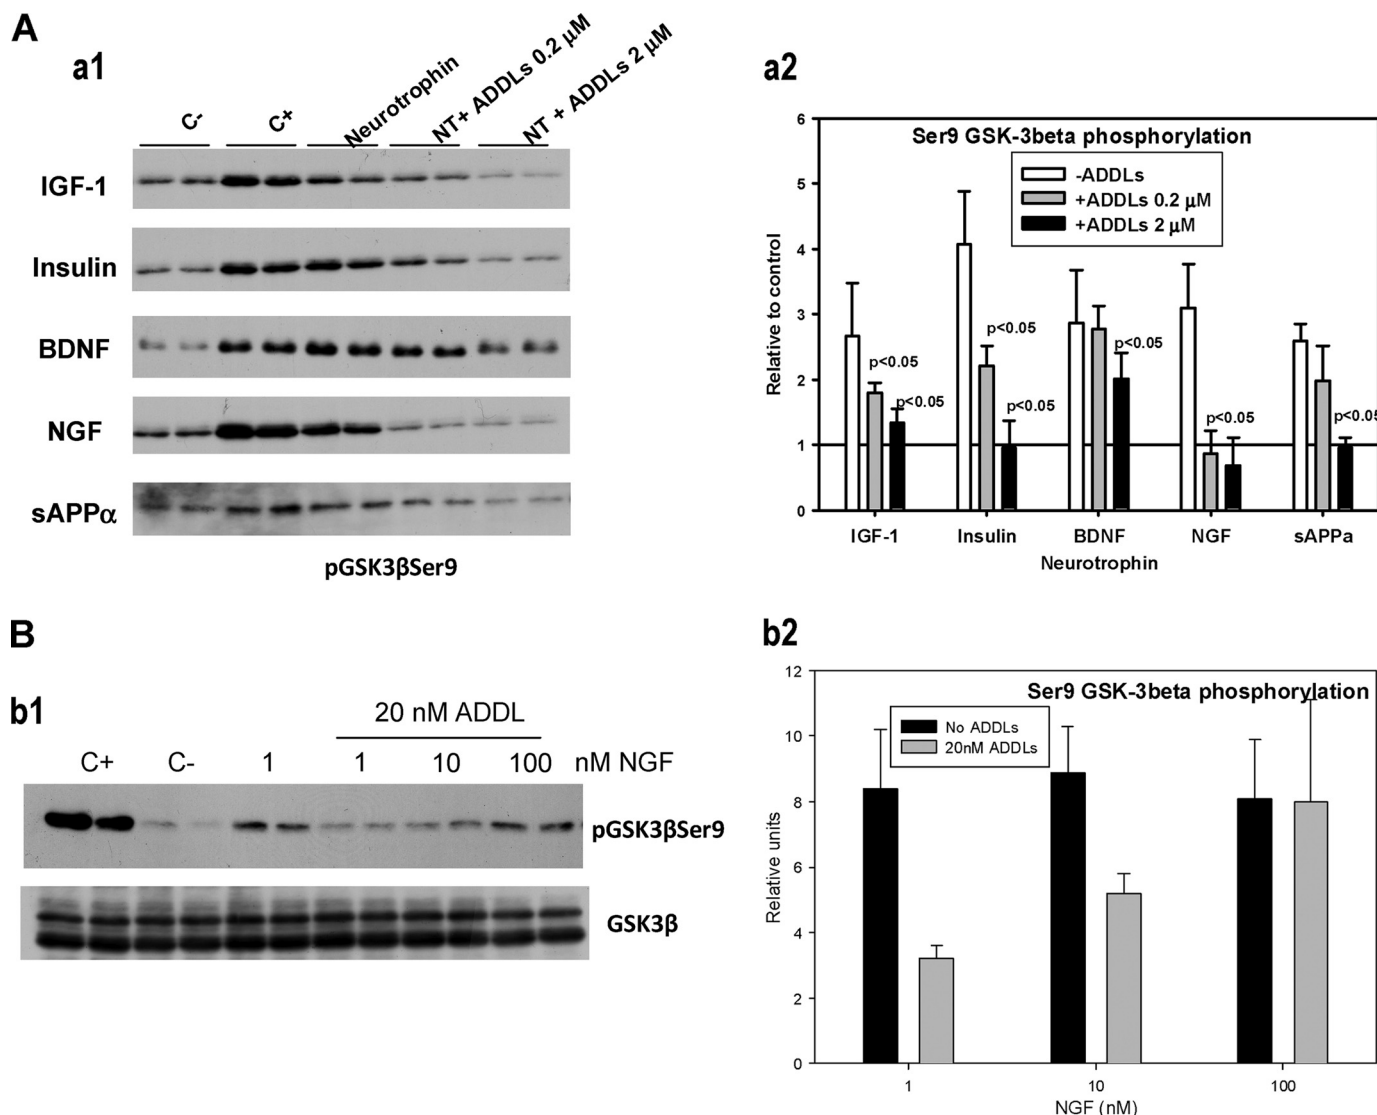 A
a1
C-
C+
Neurotrophin
NT+ ADDLs 0.2 μM
NT + ADDLs 2 μM
IGF-1
Insulin
BDNF
NGF
sAPPα
pGSK3βSer9
a2
Ser9 GSK-3beta phosphorylation
-ADDLs
+ADDLs 0.2 μM
+ADDLs 2 μM
Relative to control
6
5
4
3
2
1
0
p<0.05
p<0.05
p<0.05
p<0.05
p<0.05
p<0.05
p<0.05
IGF-1 Insulin BDNF NGF sAPPa
Neurotrophin
B
b1
20 nM ADDL
C+ C- 1 1 10 100 nM NGF
pGSK3βSer9
GSK3β
b2
Ser9 GSK-3beta phosphorylation
No ADDLs
20nM ADDLs
Relative units
12
10
8
6
4
2
0
1 10 100
NGF (nM)